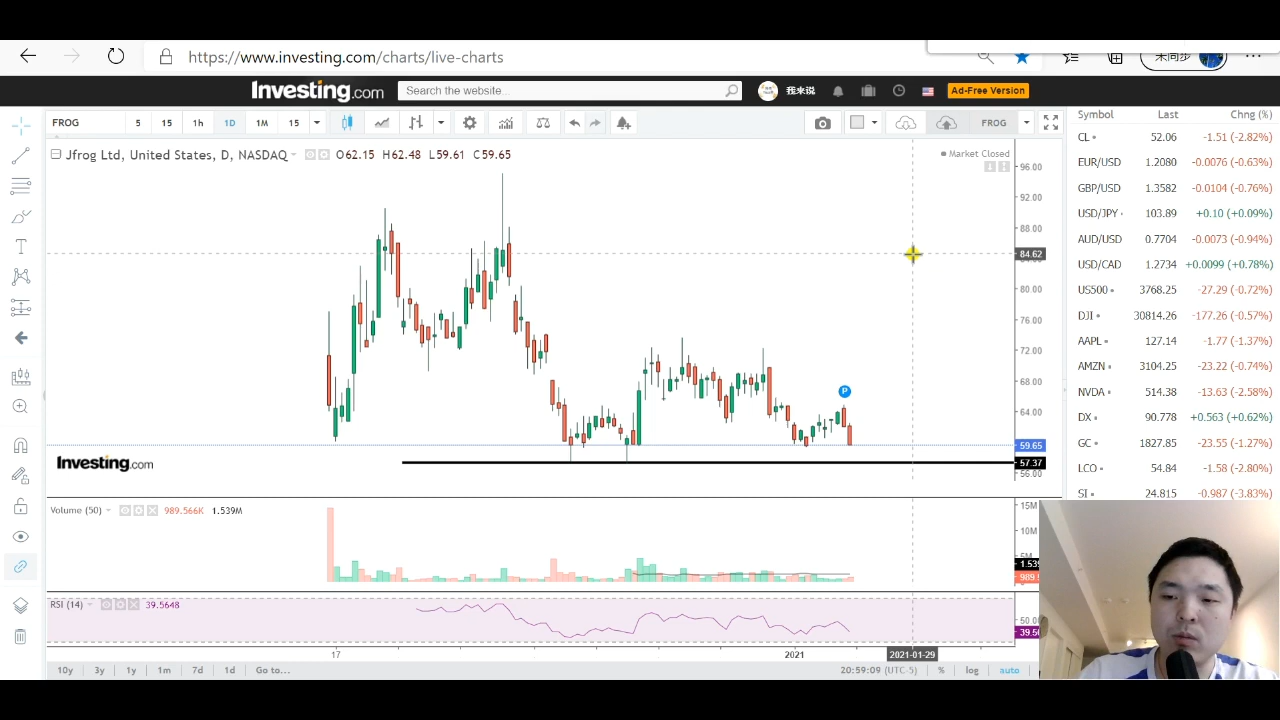 https://www.investing.com/charts/live-charts
未同步
Investing.com
Search the website...
我来说
Ad-Free Version
FROG 5 15 1h 1D 1M 15
FROG
Jfrog Ltd, United States, D, NASDAQ O62.15 H62.48 L59.61 C59.65
Market Closed
96.00
92.00
88.00
84.62
80.00
76.00
72.00
68.00
P
64.00
59.65
57.37
56.00
Investing.com
Volume (50) 989.566K 1.539M
15M
10M
5M
RSI (14) 39.5648
50.00
17 2021 2021-01-29
10y 3y 1y 1m 7d 1d Go to...
20:59:09 (UTC-5) % log auto
Symbol Last Chng (%)
CL 52.06 -1.51 (-2.82%)
EUR/USD 1.2080 -0.0076 (-0.63%)
GBP/USD 1.3582 -0.0104 (-0.76%)
USD/JPY 103.89 +0.10 (+0.09%)
AUD/USD 0.7704 -0.0073 (-0.94%)
USD/CAD 1.2734 +0.0099 (+0.78%)
US500 3768.25 -27.29 (-0.72%)
DJI 30814.26 -177.26 (-0.57%)
AAPL 127.14 -1.77 (-1.37%)
AMZN 3104.25 -23.22 (-0.74%)
NVDA 514.38 -13.63 (-2.58%)
DX 90.778 +0.563 (+0.62%)
GC 1827.85 -23.55 (-1.27%)
LCO 54.84 -1.58 (-2.80%)
SI 24.815 -0.987 (-3.83%)